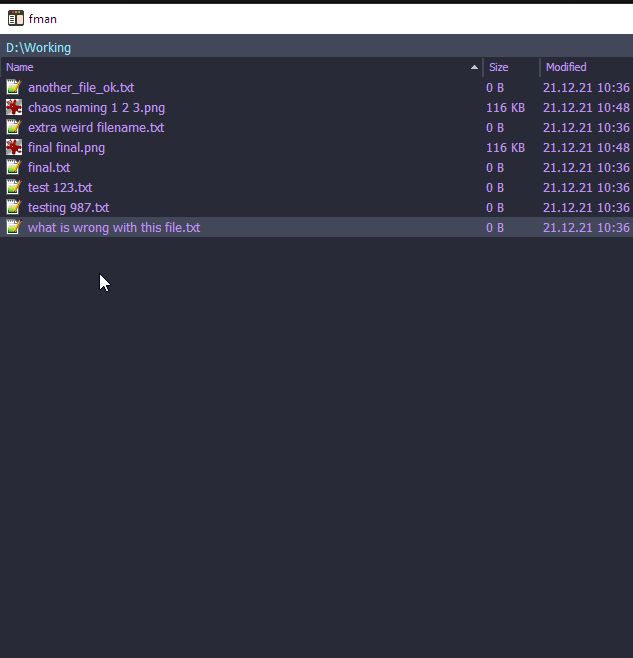 fman
D:\Working
Name Size Modified
another_file_ok.txt 0 B 21.12.21 10:36
chaos naming 1 2 3.png 116 KB 21.12.21 10:48
extra weird filename.txt 0 B 21.12.21 10:36
final final.png 116 KB 21.12.21 10:48
final.txt 0 B 21.12.21 10:36
test 123.txt 0 B 21.12.21 10:36
testing 987.txt 0 B 21.12.21 10:36
what is wrong with this file.txt 0 B 21.12.21 10:36